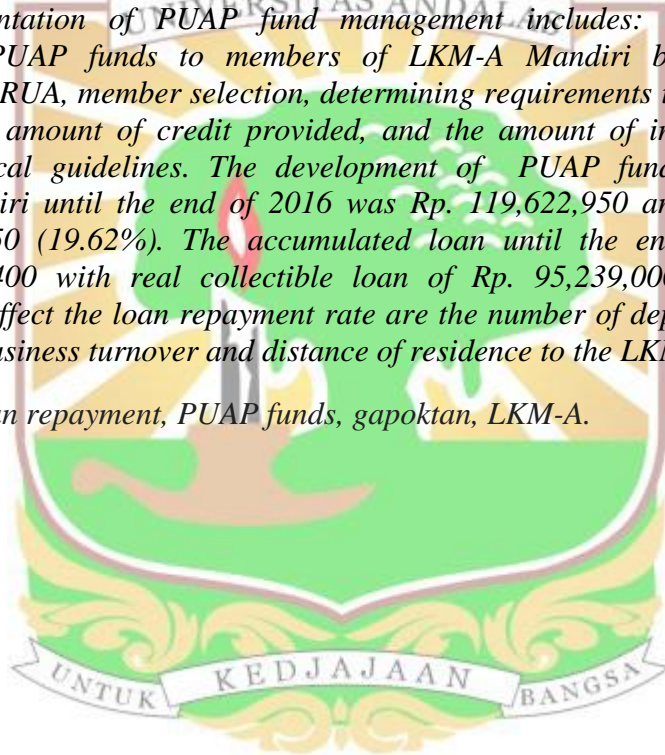 ntation of PUAP fund management includes:
UNIVERSITAS ANDALAS
PUAP funds to members of LKM-A Mandiri b
RUA, member selection, determining requirements
amount of credit provided, and the amount of in
cal guidelines. The development of PUAP fund
iri until the end of 2016 was Rp. 119,622,950 an
50 (19.62%). The accumulated loan until the en
400 with real collectible loan of Rp. 95,239,000
ffect the loan repayment rate are the number of dep
usiness turnover and distance of residence to the LK
an repayment, PUAP funds, gapoktan, LKM-A.
UNTUK KEDJAJAAN BANGSA